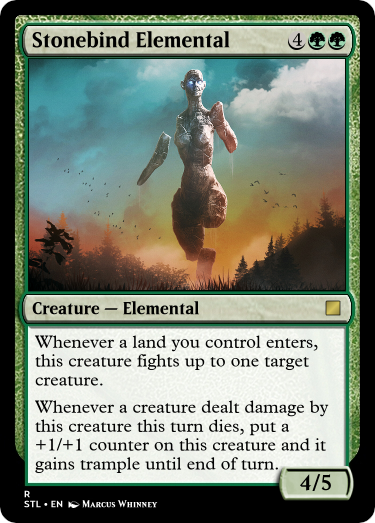 Stonebind Elemental 4
Creature — Elemental
Whenever a land you control enters,
this creature fights up to one target
creature.
Whenever a creature dealt damage by
this creature this turn dies, put a
+1/+1 counter on this creature and it
gains trample until end of turn.
4/5
R
STL • EN Marcus Whinney